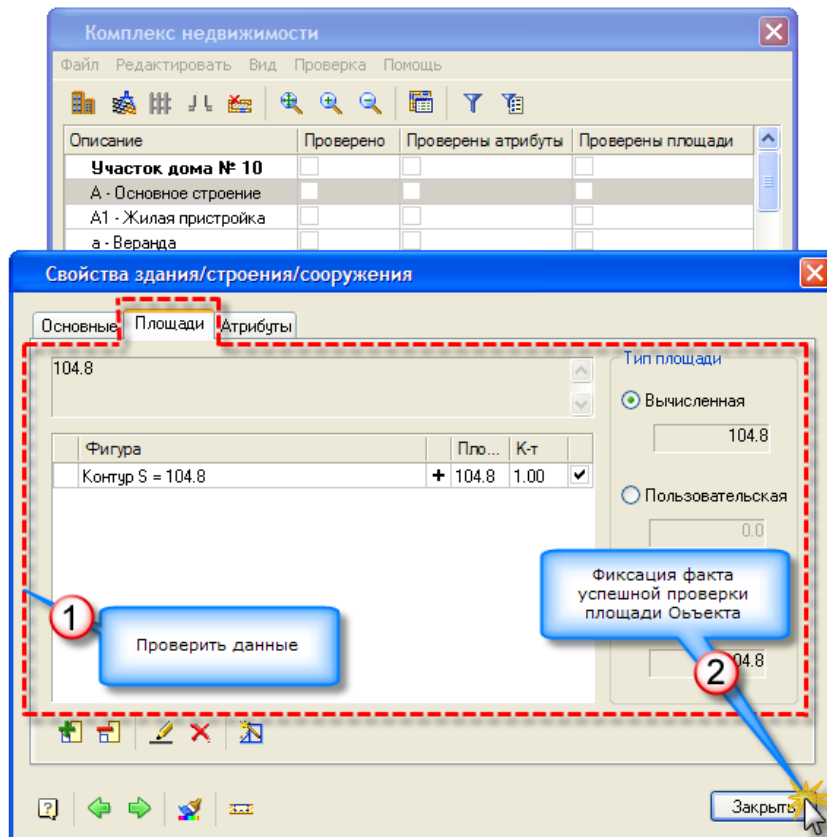 Комплекс недвижимости
Файл Редактировать Вид Проверка Помощь
Описание Проверено Проверены атрибуты Проверены площади
Участок дома № 10
А - Основное строение
А1 - Жилая пристройка
а - Веранда
Свойства здания/строения/сооружения
Основные Площади Атрибуты
104.8
Тип площади
Вычисленная
104.8
Фигура Пло... К-т
Контур S = 104.8 + 104.8 1.00
Пользовательская
0.0
Фиксация факта
успешной проверки
площади Оьъекта
1
Проверить данные
2
04.8
Закрыть